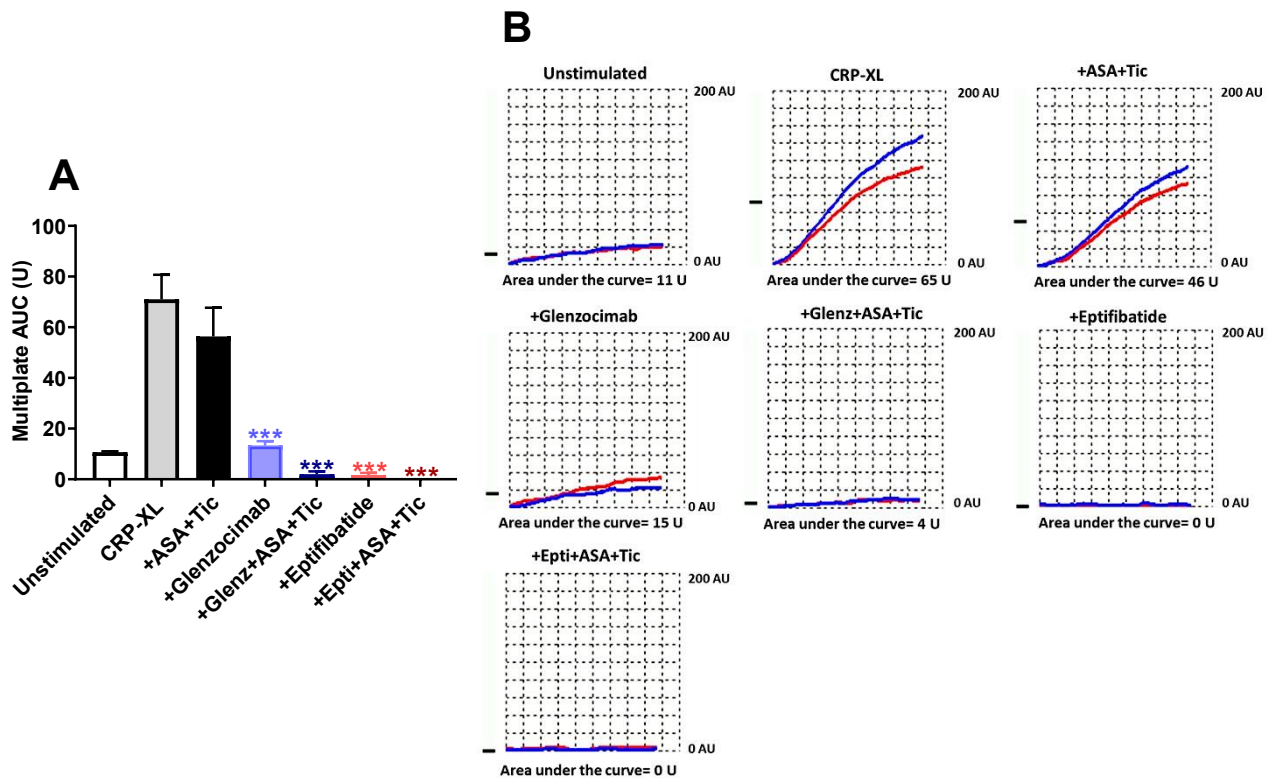 A
Multiplate AUC (U)
100
80
60
40
20
0
***
***
***
***
Unstimulated
CRP-XL
+ASA+Tic
+Glenzocimab
+Glenz+ASA+Tic
+Eptifibatide
+Epti+ASA+Tic
B
Unstimulated
200 AU
0 AU
Area under the curve= 11 U
CRP-XL
200 AU
0 AU
Area under the curve= 65 U
+ASA+Tic
200 AU
0 AU
Area under the curve= 46 U
+Glenzocimab
200 AU
0 AU
Area under the curve= 15 U
+Glenz+ASA+Tic
200 AU
0 AU
Area under the curve= 4 U
+Eptifibatide
200 AU
0 AU
Area under the curve= 0 U
+Epti+ASA+Tic
200 AU
0 AU
Area under the curve= 0 U